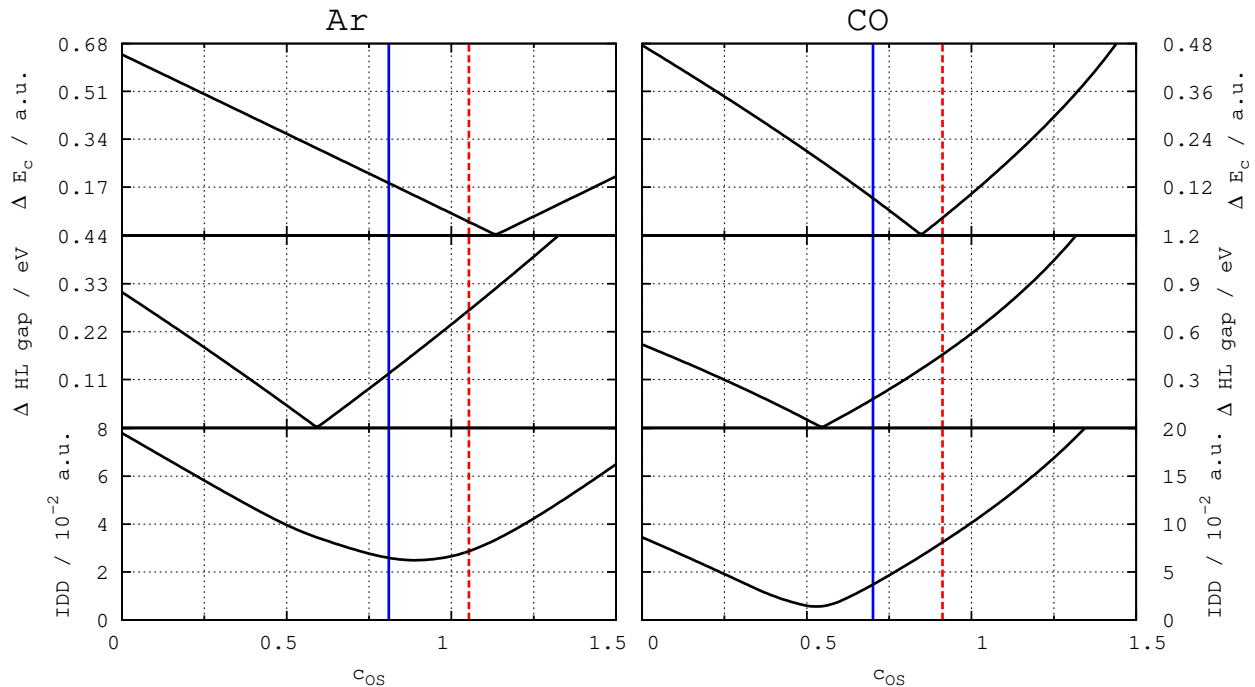 Ar CO
0.68
0.51
0.34
0.17
Δ E_c / a.u.
0.48
0.36
0.24
0.12
Δ E_c / a.u.
0.44
0.33
0.22
0.11
Δ HL gap / eV
1.2
0.9
0.6
0.3
Δ HL gap / eV
8
6
4
2
0
IDD / 10^-2 a.u.
20
15
10
5
0
IDD / 10^-2 a.u.
0 0.5 1 1.5 0 0.5 1 1.5
c_OS c_OS